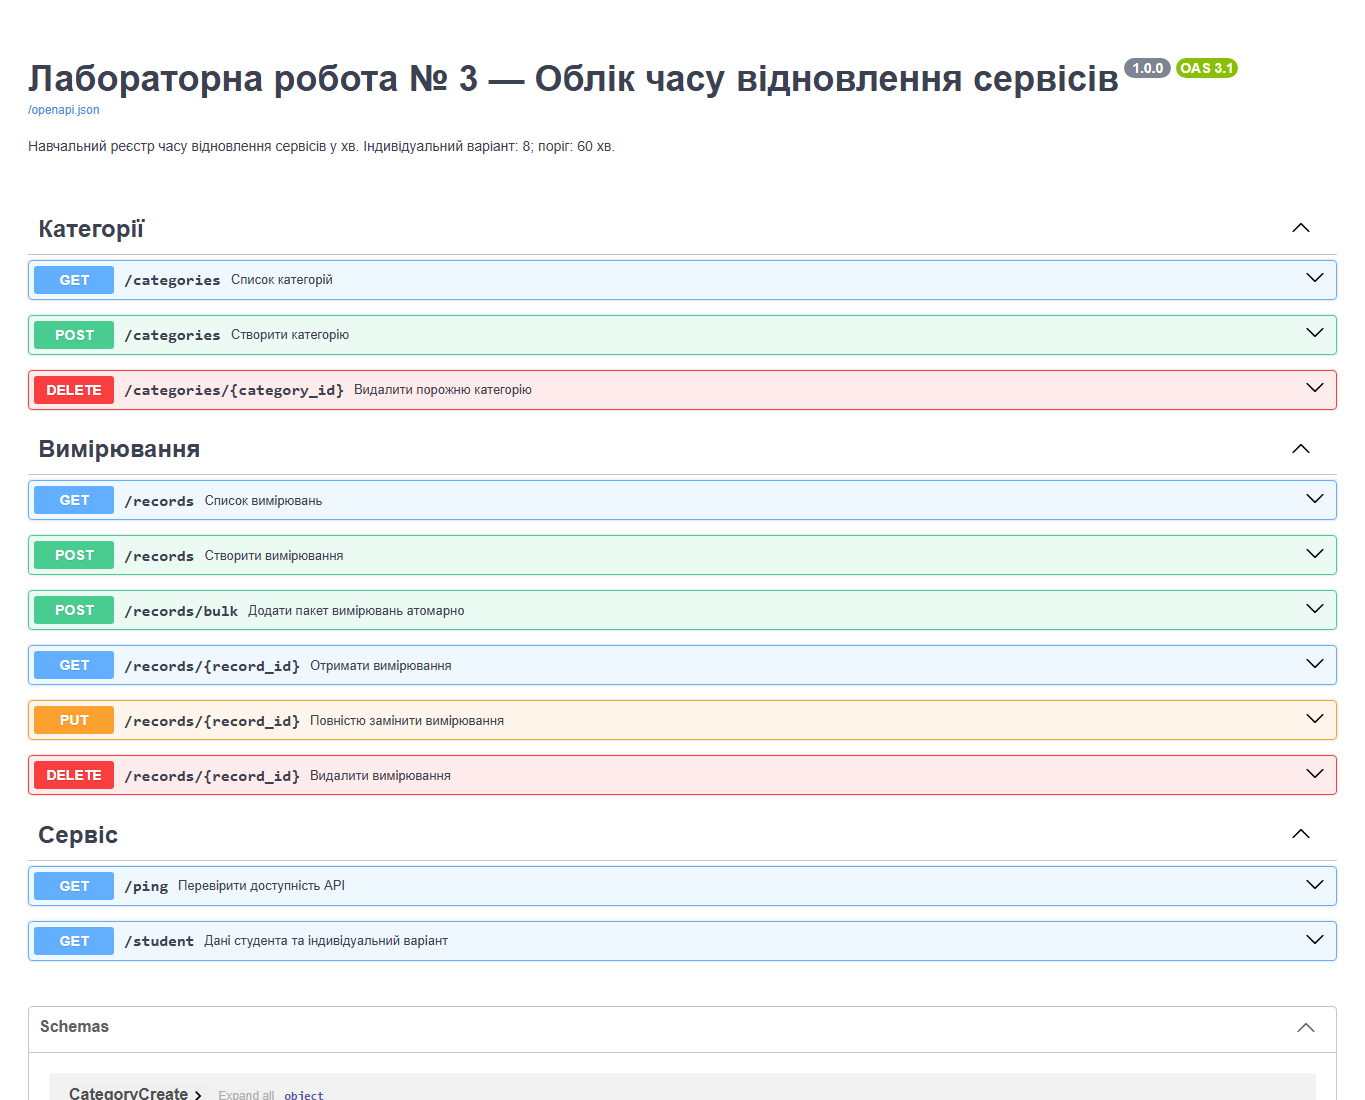 Лабораторна робота № 3 — Облік часу відновлення сервісів 1.0.0 OAS 3.1
/openapi.json
Навчальний реєстр часу відновлення сервісів у хв. Індивідуальний варіант: 8; поріг: 60 хв.
Категорії
GET /categories Список категорій
POST /categories Створити категорію
DELETE /categories/{category_id} Видалити порожню категорію
Вимірювання
GET /records Список вимірювань
POST /records Створити вимірювання
POST /records/bulk Додати пакет вимірювань атомарно
GET /records/{record_id} Отримати вимірювання
PUT /records/{record_id} Повністю замінити вимірювання
DELETE /records/{record_id} Видалити вимірювання
Сервіс
GET /ping Перевірити доступність API
GET /student Дані студента та індивідуальний варіант
Schemas
CategoryCreate Expand all object